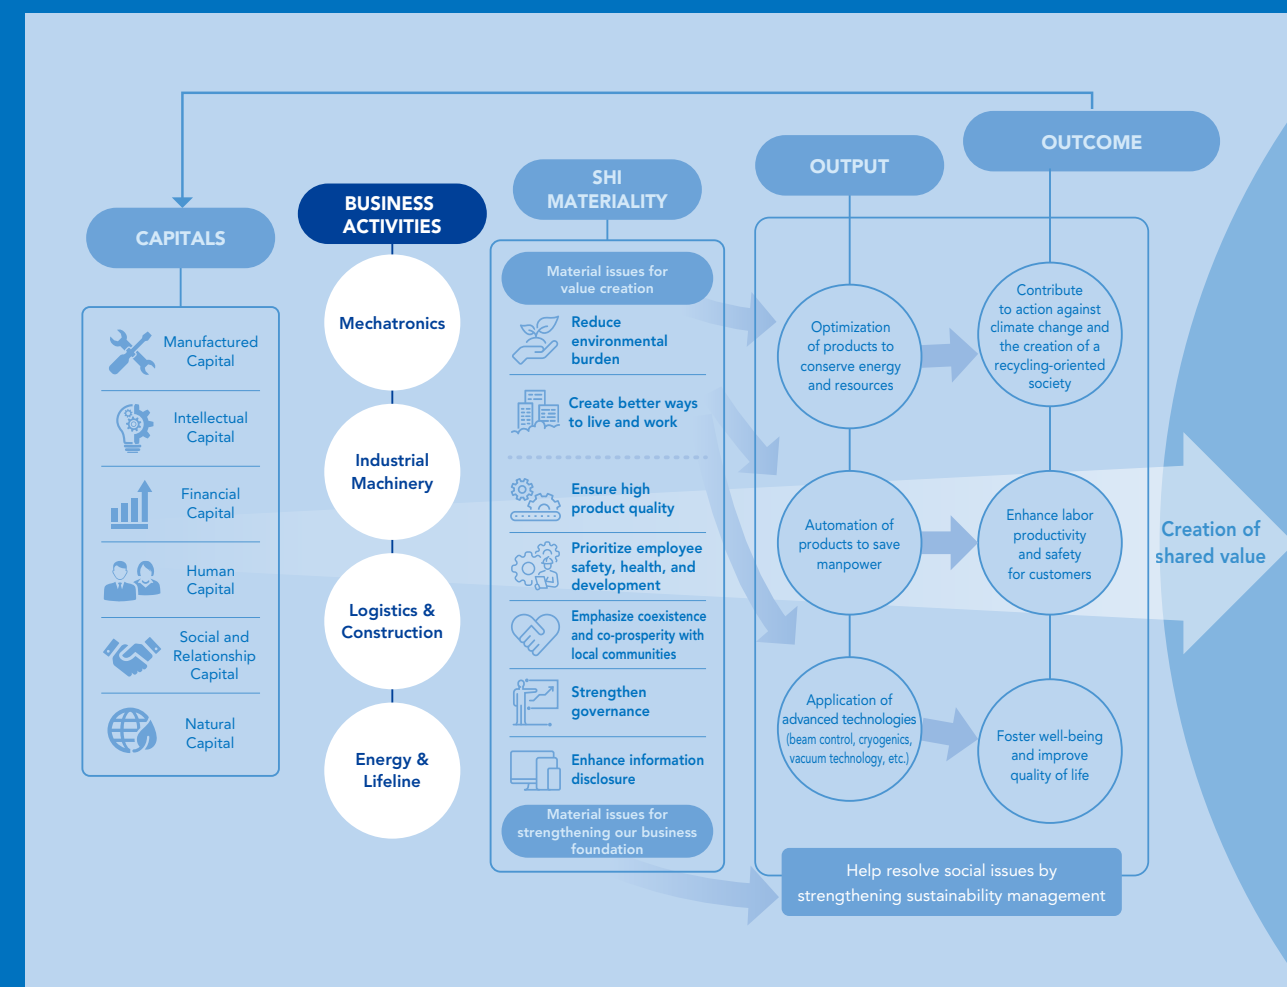 CAPITALS
Manufactured
Capital
Intellectual
Capital
Financial
Capital
Human
Capital
Social and
Relationship
Capital
Natural
Capital
BUSINESS
ACTIVITIES
Mechatronics
Industrial
Machinery
Logistics &
Construction
Energy &
Lifeline
SHI
MATERIALITY
Material issues for
value creation
Reduce
environmental
burden
Create better ways
to live and work
Ensure high
product quality
Prioritize employee
safety, health, and
development
Emphasize coexistence
and co-prosperity with
local communities
Strengthen
governance
Enhance information
disclosure
Material issues for
strengthening our business
foundation
OUTPUT
Optimization
of products to
conserve energy
and resources
Automation of
products to save
manpower
Application of
advanced technologies
(beam control, cryogenics,
vacuum technology, etc.)
OUTCOME
Contribute
to action against
climate change and
the creation of a
recycling-oriented
society
Enhance labor
productivity
and safety
for customers
Foster well-being
and improve
quality of life
Help resolve social issues by
strengthening sustainability management
Creation of
shared value